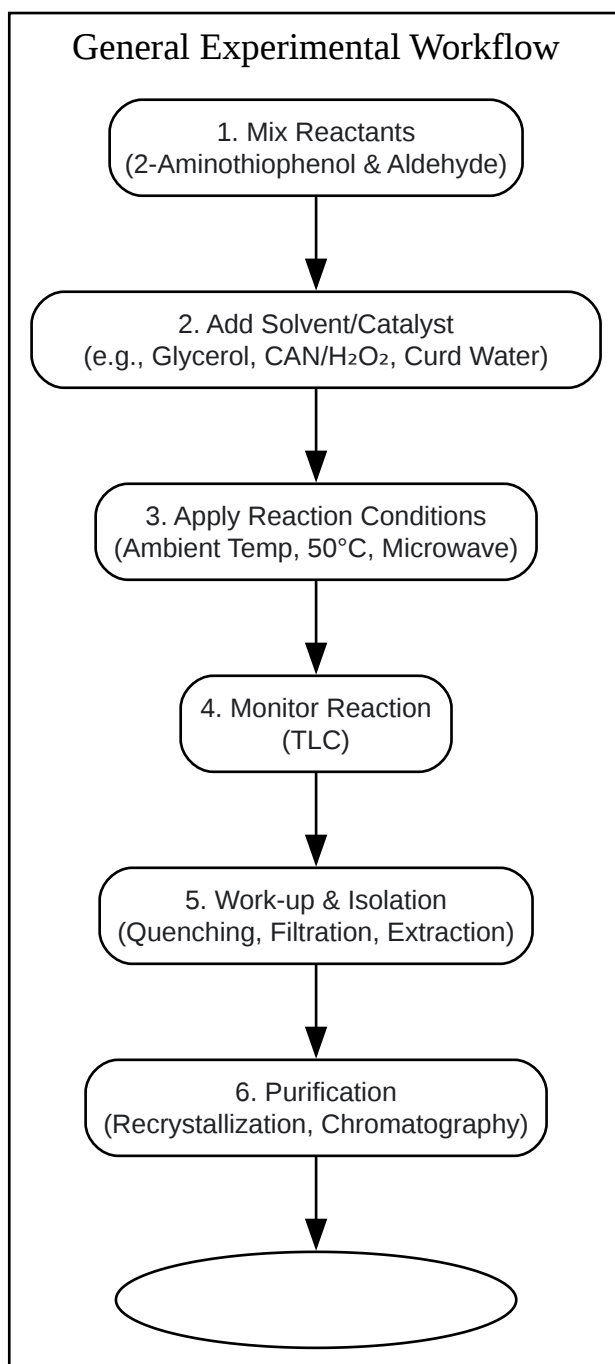 General Experimental Workflow
1. Mix Reactants
(2-Aminothiophenol & Aldehyde)
2. Add Solvent/Catalyst
(e.g., Glycerol, CAN/H₂O₂, Curd Water)
3. Apply Reaction Conditions
(Ambient Temp, 50°C, Microwave)
4. Monitor Reaction
(TLC)
5. Work-up & Isolation
(Quenching, Filtration, Extraction)
6. Purification
(Recrystallization, Chromatography)